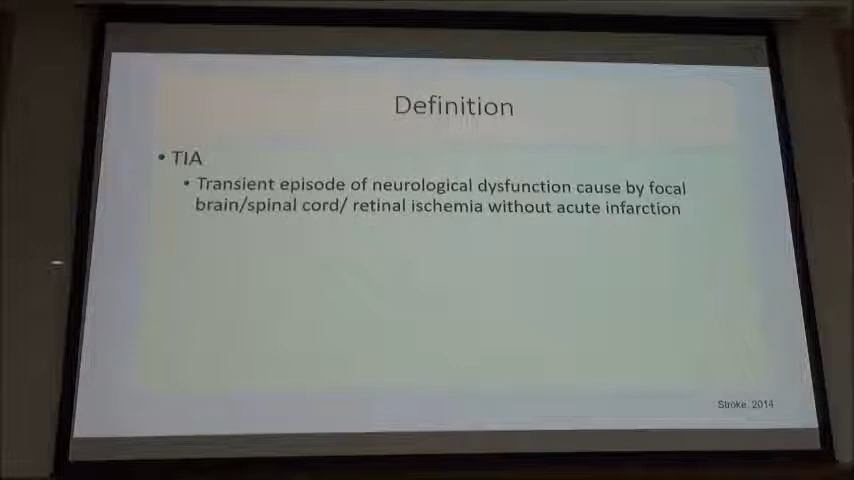 Definition
• TIA
• Transient episode of neurological dysfunction cause by focal
brain/spinal cord/ retinal ischemia without acute infarction
Stroke. 2014